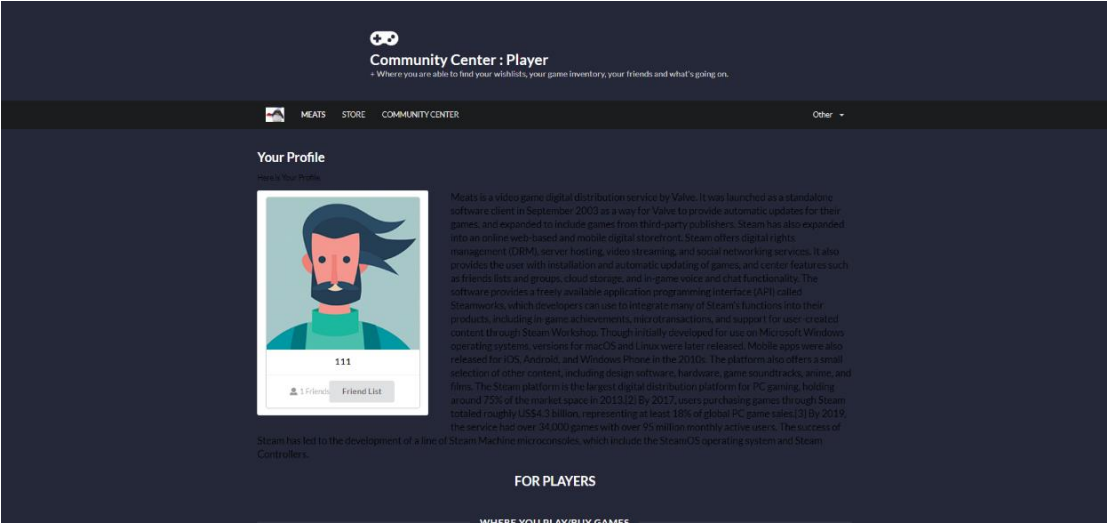 Community Center : Player
+ Where you are able to find your wishlists, your game inventory, your friends and what's going on.
MEATS STORE COMMUNITY CENTER Other
Your Profile
Here is Your Profile
Meats is a video game digital distribution service by Valve. It was launched as a standalone
software client in September 2003 as a way for Valve to provide automatic updates for their
games, and expanded to include games from third-party publishers. Steam has also expanded
into an online web-based and mobile digital storefront. Steam offers digital rights
management (DRM), server hosting, video streaming, and social networking services. It also
provides the user with installation and automatic updating of games, and center features such
as friends lists and groups, cloud storage, and in-game voice and chat functionality. The
software provides a freely available application programming interface (API) called
Steamworks, which developers can use to integrate many of Steam's functions into their
products, including in-game achievements, microtransactions, and support for user-created
content through Steam Workshop. Though initially developed for use on Microsoft Windows
operating systems, versions for macOS and Linux were later released. Mobile apps were also
released for iOS, Android, and Windows Phone in the 2010s. The platform also offers a small
selection of other content, including design software, hardware, game soundtracks, anime, and
films. The Steam platform is the largest digital distribution platform for PC gaming, holding
around 75% of the market space in 2013.[2] By 2017, users purchasing games through Steam
totaled roughly US$4.3 billion, representing at least 18% of global PC game sales.[3] By 2019,
the service had over 34,000 games with over 95 million monthly active users. The success of
Steam has led to the development of a line of Steam Machine microconsoles, which include the SteamOS operating system and Steam
Controllers.
111
1 Friends Friend List
FOR PLAYERS
WHERE YOU PLAY/BUY GAMES